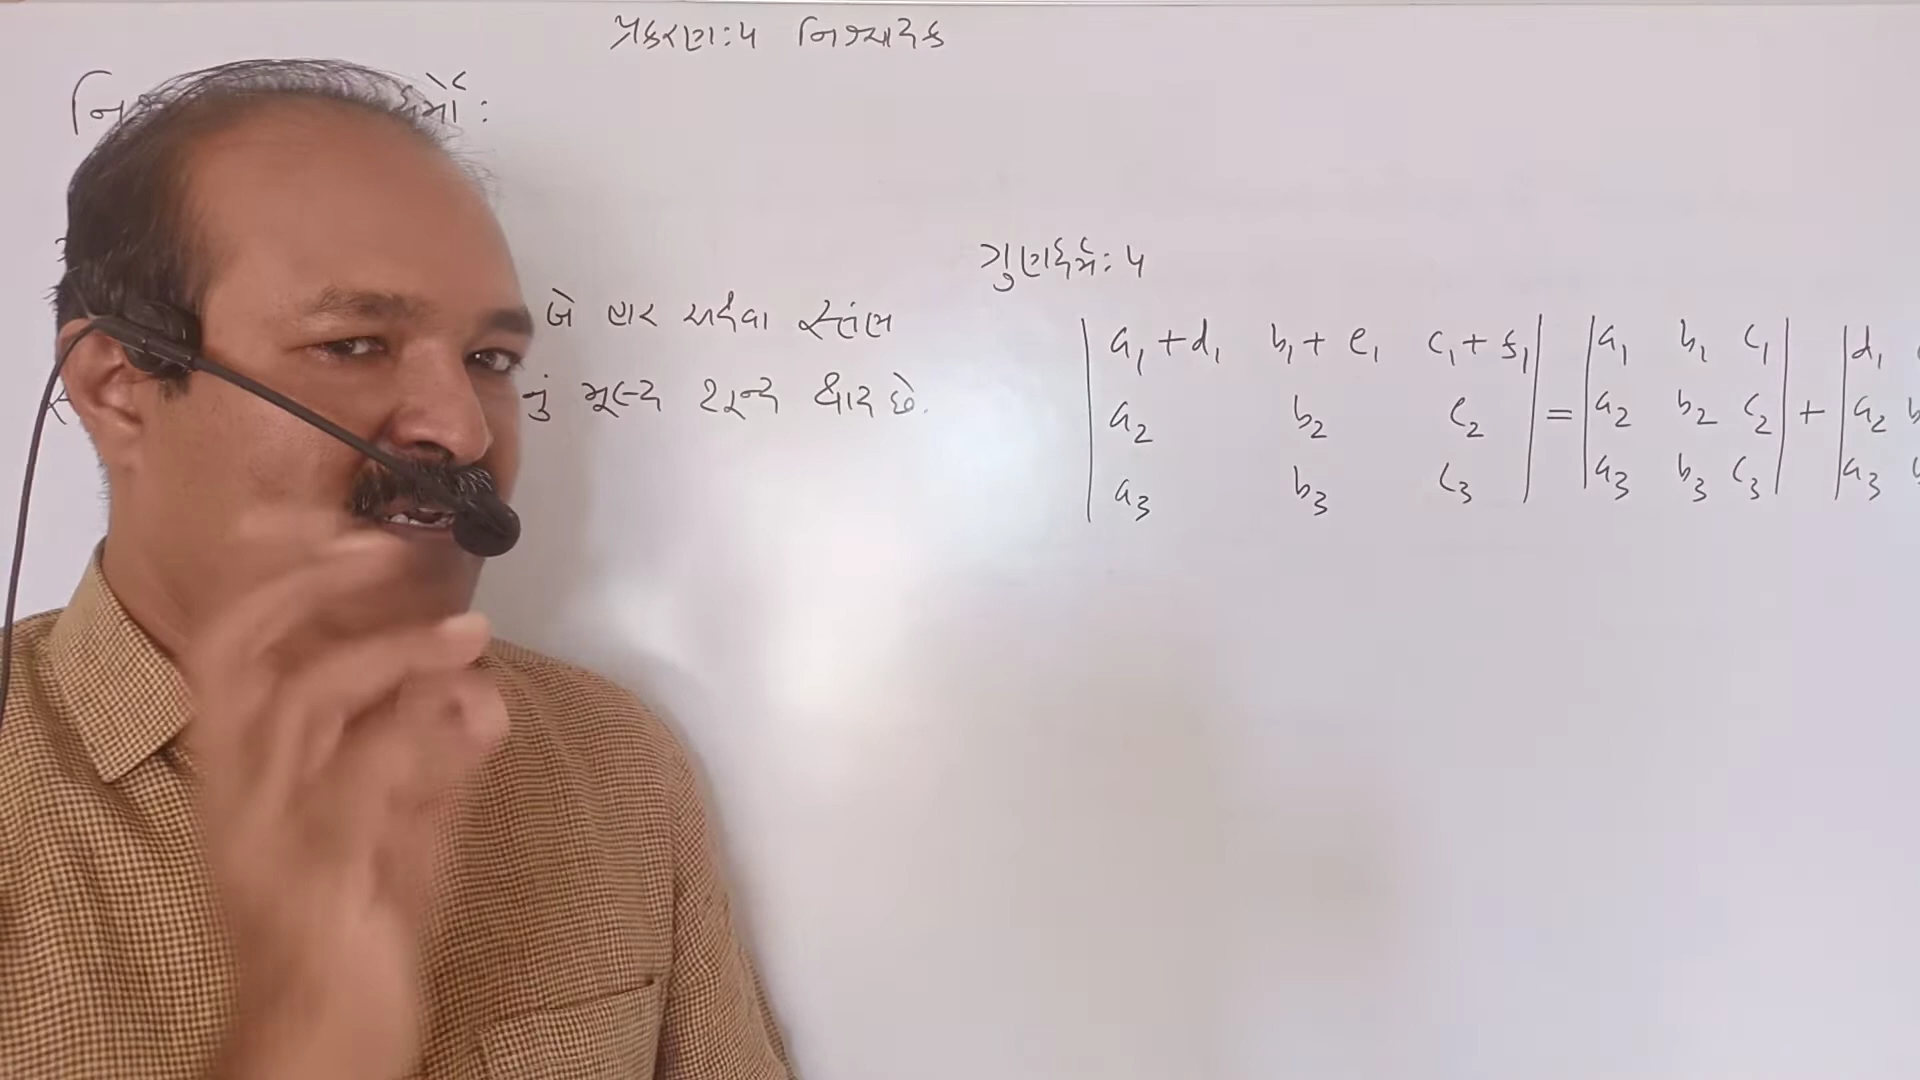 પ્રકરણ: ૫ નિશ્ચાયક
ર્મો :
બે હાર અથવા સ્તંભ
નું મૂલ્ય શૂન્ય થાય છે.
ગુણધર્મ: ૫
| a₁ + d₁ b₁ + e₁ c₁ + f₁ | | a₁ b₁ c₁ | | d₁
| a₂ b₂ c₂ | = | a₂ b₂ c₂ | + | a₂ b
| a₃ b₃ c₃ | | a₃ b₃ c₃ | | a₃ b